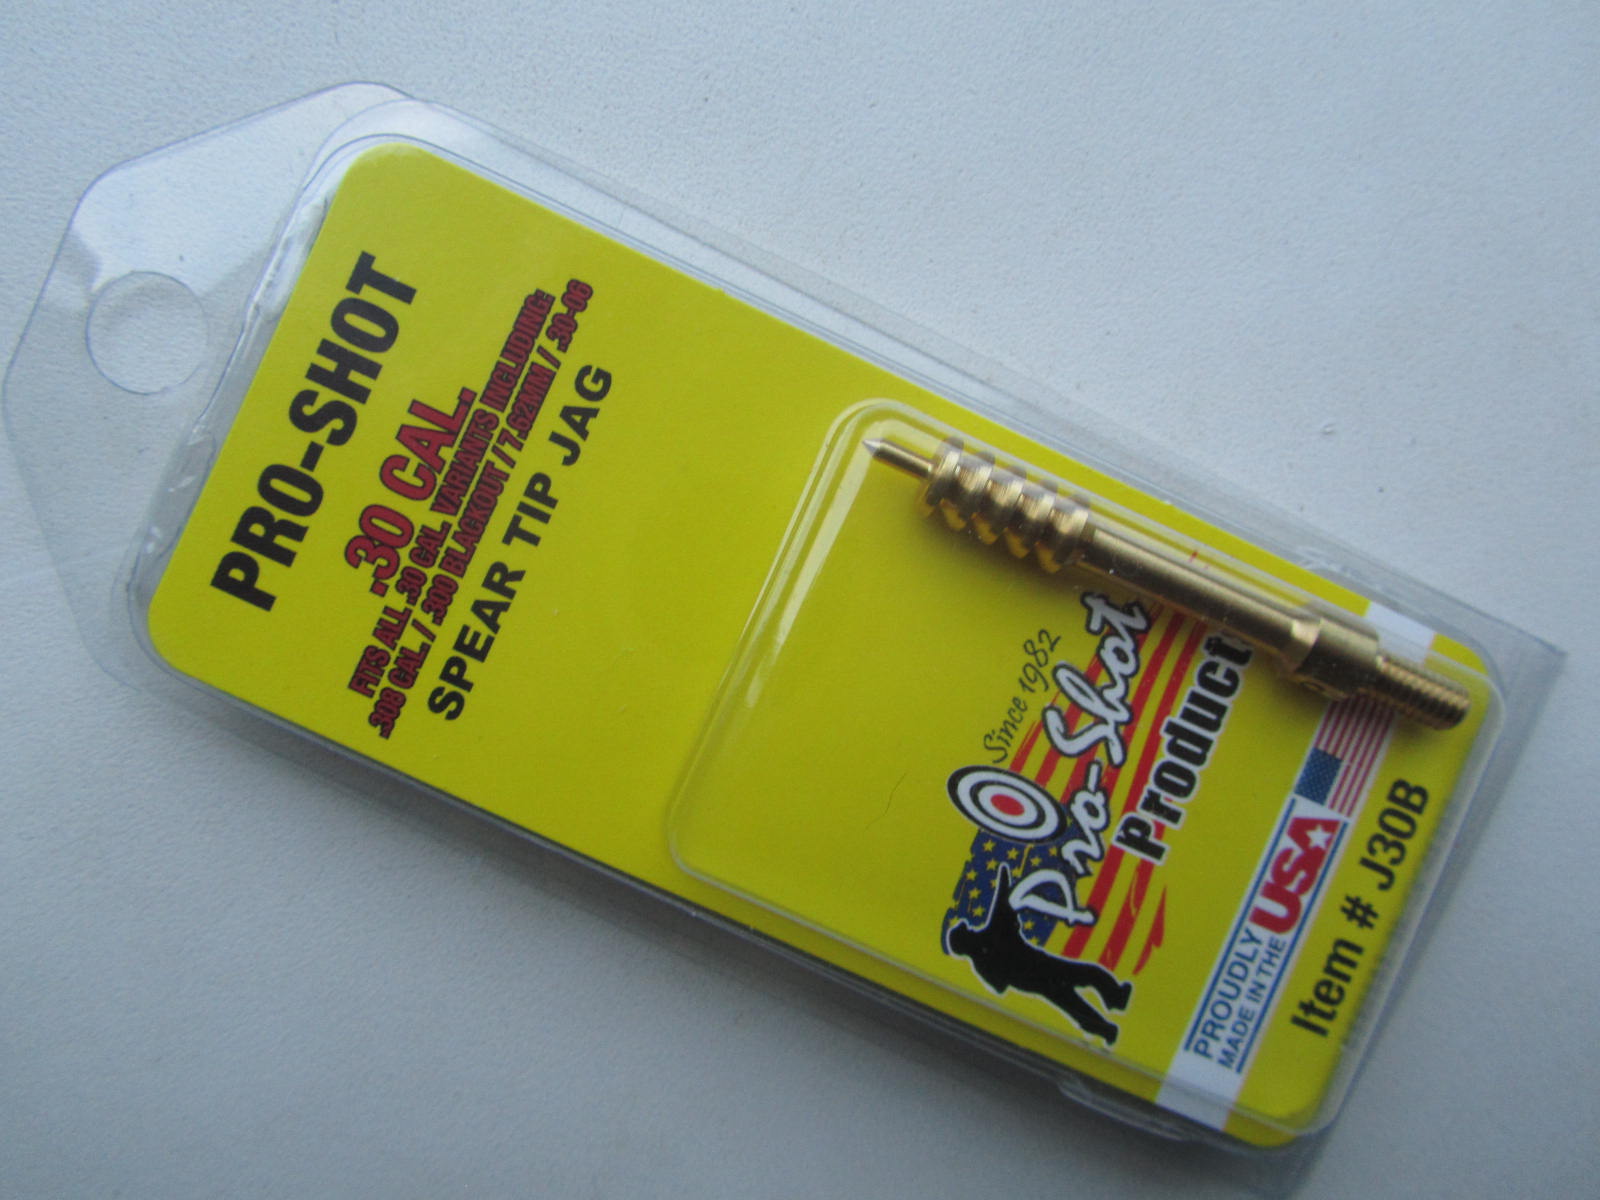 PRO-SHOT
.30 CAL.
FITS ALL .30 CAL. VARIANTS INCLUDING:
.308 CAL. / .300 BLACKOUT / 7.62MM / .30-06
SPEAR TIP JAG
Since 1982
Pro-Shot
Product
PROUDLY
MADE IN THE
USA
Item # J30B